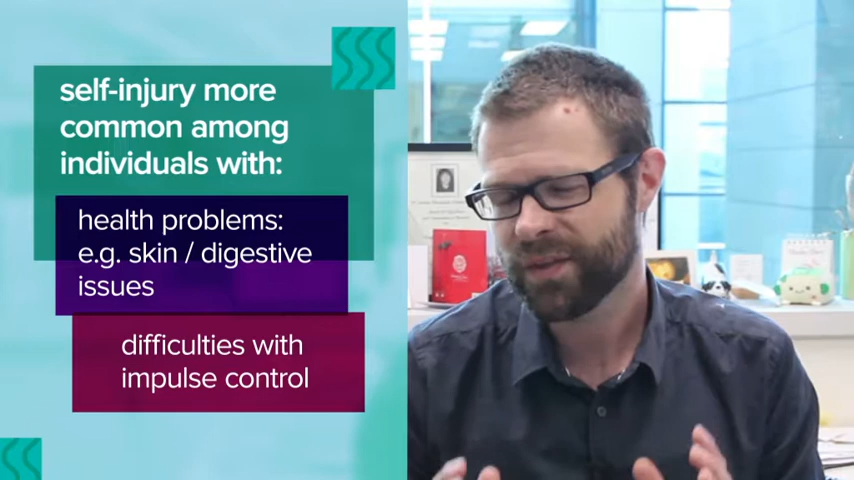 self-injury more
common among
individuals with:
health problems:
e.g. skin / digestive
issues
difficulties with
impulse control